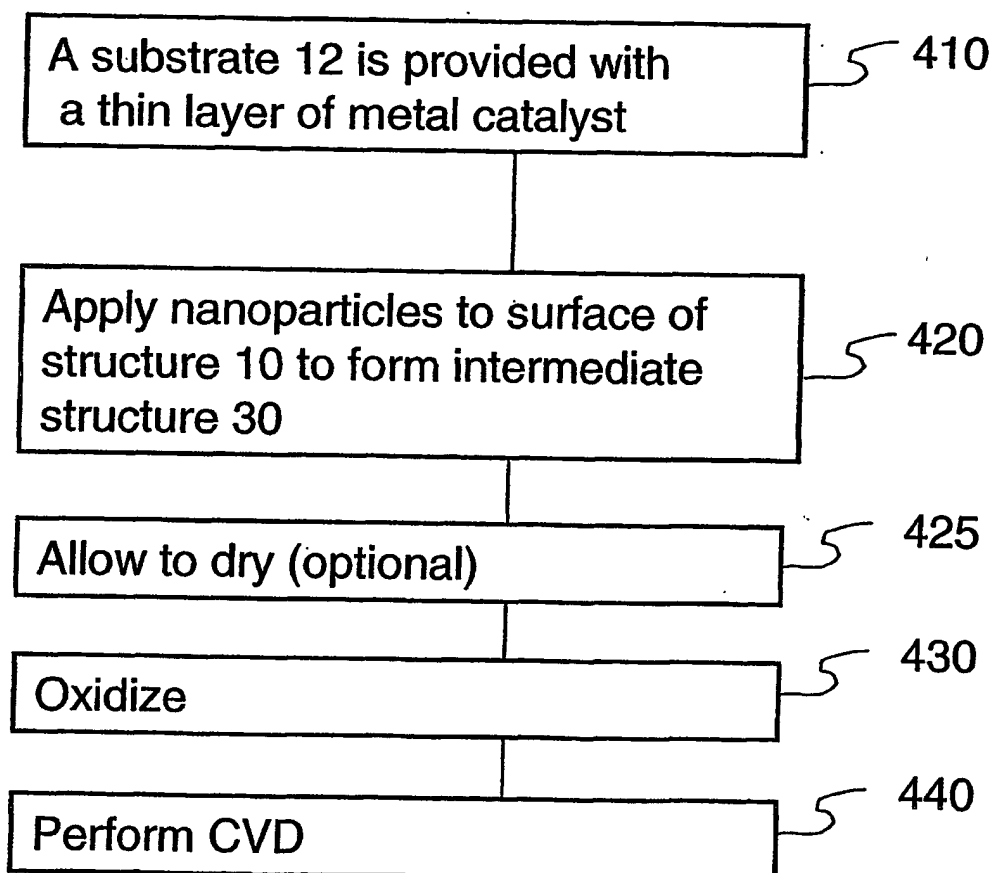 A substrate 12 is provided with
a thin layer of metal catalyst
410
Apply nanoparticles to surface of
structure 10 to form intermediate
structure 30
420
Allow to dry (optional)
425
Oxidize
430
Perform CVD
440